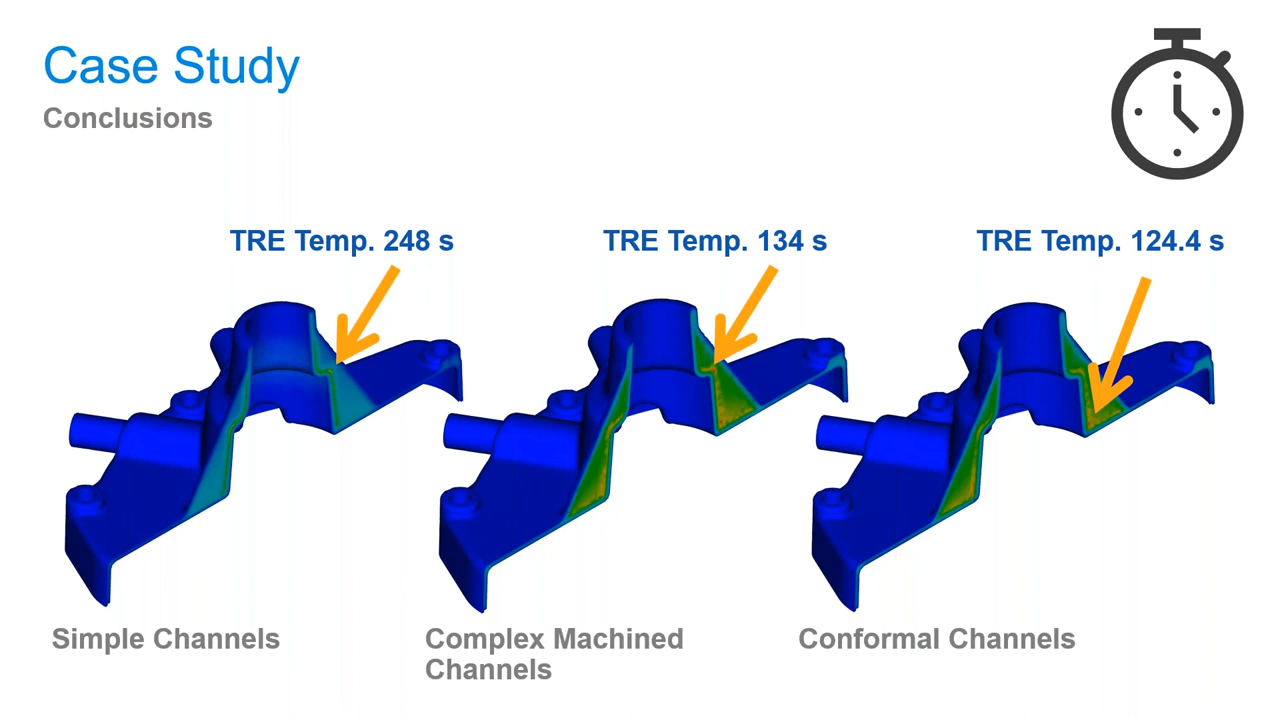 Case Study
Conclusions
TRE Temp. 248 s
TRE Temp. 134 s
TRE Temp. 124.4 s
Simple Channels
Complex Machined
Channels
Conformal Channels